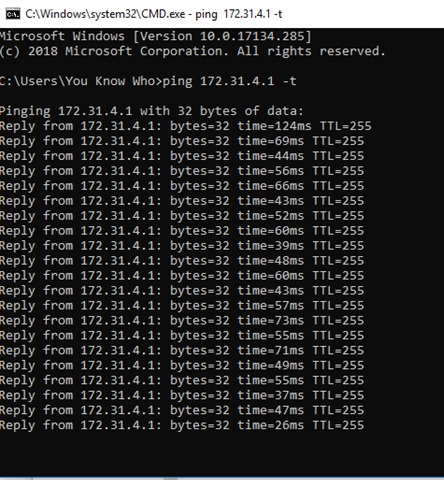 C:\Windows\system32\CMD.exe - ping  172.31.4.1 -t
Microsoft Windows [Version 10.0.17134.285]
(c) 2018 Microsoft Corporation. All rights reserved.
C:\Users\You Know Who>ping 172.31.4.1 -t
Pinging 172.31.4.1 with 32 bytes of data:
Reply from 172.31.4.1: bytes=32 time=124ms TTL=255
Reply from 172.31.4.1: bytes=32 time=69ms TTL=255
Reply from 172.31.4.1: bytes=32 time=44ms TTL=255
Reply from 172.31.4.1: bytes=32 time=56ms TTL=255
Reply from 172.31.4.1: bytes=32 time=66ms TTL=255
Reply from 172.31.4.1: bytes=32 time=43ms TTL=255
Reply from 172.31.4.1: bytes=32 time=52ms TTL=255
Reply from 172.31.4.1: bytes=32 time=60ms TTL=255
Reply from 172.31.4.1: bytes=32 time=39ms TTL=255
Reply from 172.31.4.1: bytes=32 time=48ms TTL=255
Reply from 172.31.4.1: bytes=32 time=60ms TTL=255
Reply from 172.31.4.1: bytes=32 time=43ms TTL=255
Reply from 172.31.4.1: bytes=32 time=57ms TTL=255
Reply from 172.31.4.1: bytes=32 time=73ms TTL=255
Reply from 172.31.4.1: bytes=32 time=55ms TTL=255
Reply from 172.31.4.1: bytes=32 time=71ms TTL=255
Reply from 172.31.4.1: bytes=32 time=49ms TTL=255
Reply from 172.31.4.1: bytes=32 time=55ms TTL=255
Reply from 172.31.4.1: bytes=32 time=37ms TTL=255
Reply from 172.31.4.1: bytes=32 time=47ms TTL=255
Reply from 172.31.4.1: bytes=32 time=26ms TTL=255